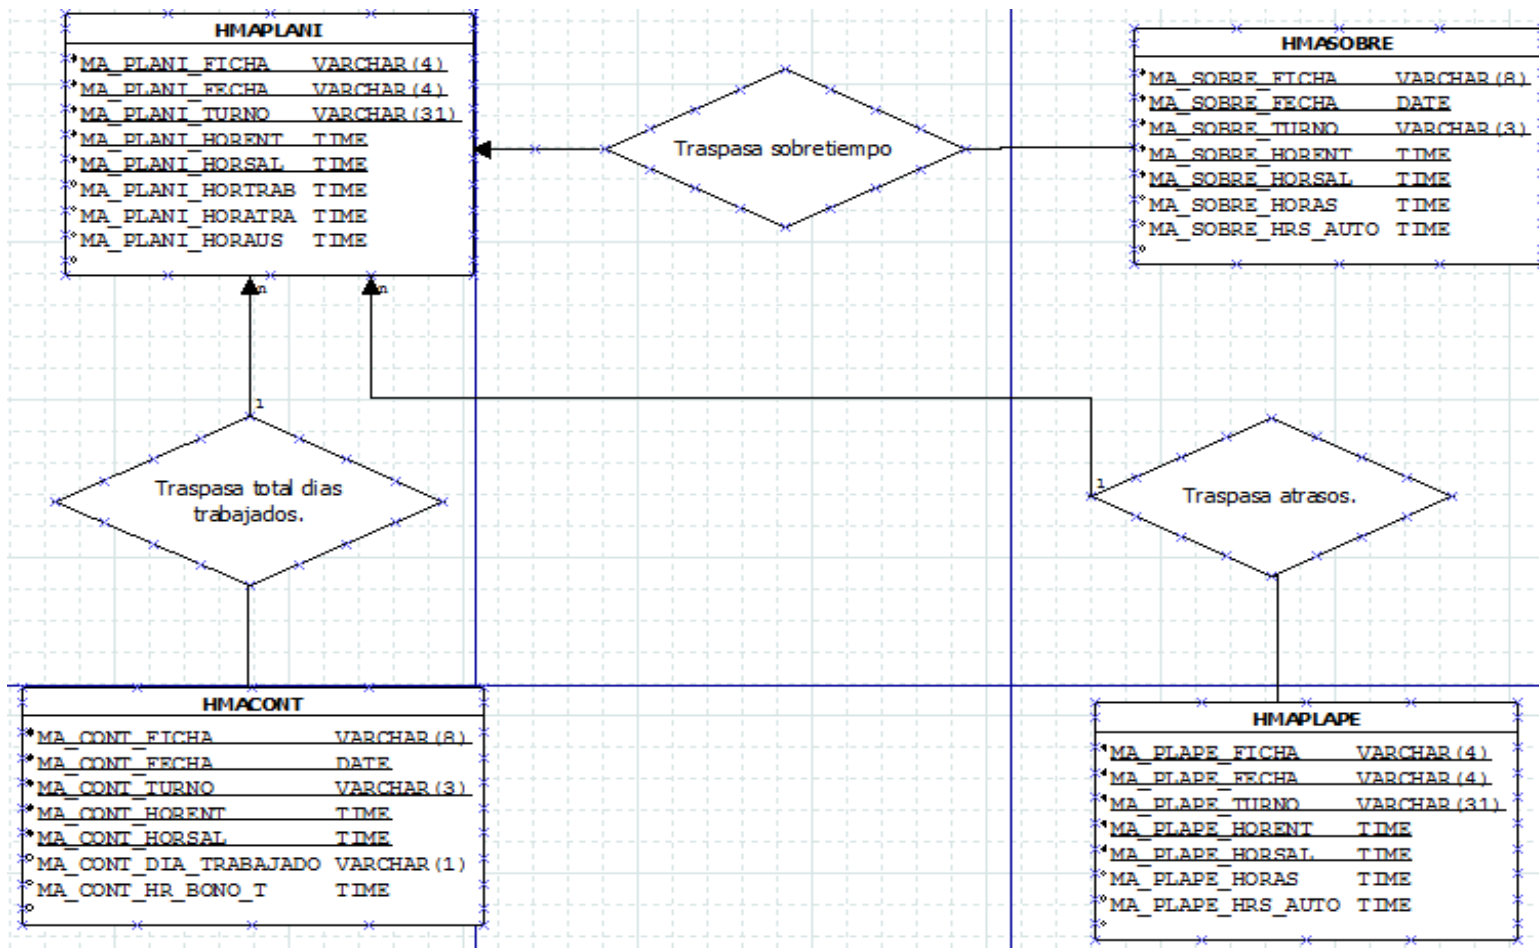 HMAPLANI
MA_PLANI_FICHA VARCHAR(4)
MA_PLANI_FECHA VARCHAR(4)
MA_PLANI_TURNO VARCHAR(31)
MA_PLANI_HORENT TIME
MA_PLANI_HORSAL TIME
MA_PLANI_HORTRAB TIME
MA_PLANI_HORATRA TIME
MA_PLANI_HORAUS TIME
Traspasa sobretiempo
HMASOBRE
MA_SOBRE_FICHA VARCHAR(8)
MA_SOBRE_FECHA DATE
MA_SOBRE_TURNO VARCHAR(3)
MA_SOBRE_HORENT TIME
MA_SOBRE_HORSAL TIME
MA_SOBRE_HORAS TIME
MA_SOBRE_HRS_AUTO TIME
n
n
1
Traspasa total dias
trabajados.
1
Traspasa atrasos.
HMACONT
MA_CONT_FICHA VARCHAR(8)
MA_CONT_FECHA DATE
MA_CONT_TURNO VARCHAR(3)
MA_CONT_HORENT TIME
MA_CONT_HORSAL TIME
MA_CONT_DIA_TRABAJADO VARCHAR(1)
MA_CONT_HR_BONO_T TIME
HMAPLAPE
MA_PLAPE_FICHA VARCHAR(4)
MA_PLAPE_FECHA VARCHAR(4)
MA_PLAPE_TURNO VARCHAR(31)
MA_PLAPE_HORENT TIME
MA_PLAPE_HORSAL TIME
MA_PLAPE_HORAS TIME
MA_PLAPE_HRS_AUTO TIME